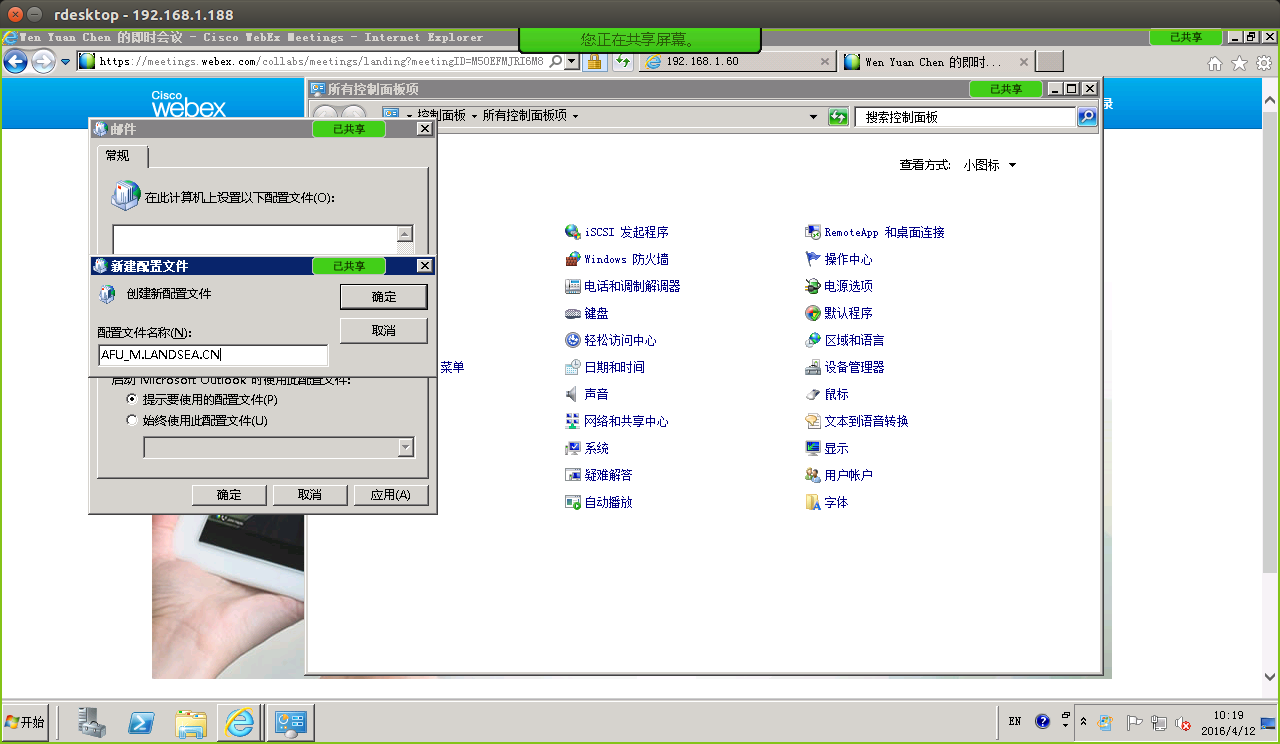 rdesktop - 192.168.1.188
Wen Yuan Chen 的即时会议 - Cisco WebEx Meetings - Internet Explorer
您正在共享屏幕。
已共享
https://meetings.webex.com/collabs/meetings/landing?meetingID=M5OEFMJTRI6M8
192.168.1.60
Wen Yuan Chen 的即时...
Cisco
webex
录
所有控制面板项
已共享
控制面板
所有控制面板项
搜索控制面板
查看方式:
小图标
邮件
已共享
常规
在此计算机上设置以下配置文件(O):
新建配置文件
已共享
创建新配置文件
确定
取消
配置文件名称(N):
AFU_M.LANDSEA.CN
启动 Microsoft Outlook 时使用此配置文件:
提示要使用的配置文件(P)
始终使用此配置文件(U)
确定
取消
应用(A)
菜单
iSCSI 发起程序
RemoteApp 和桌面连接
Windows 防火墙
操作中心
电话和调制解调器
电源选项
键盘
默认程序
轻松访问中心
区域和语言
日期和时间
设备管理器
声音
鼠标
网络和共享中心
文本到语音转换
系统
显示
疑难解答
用户帐户
自动播放
字体
开始
EN
10:19
2016/4/12